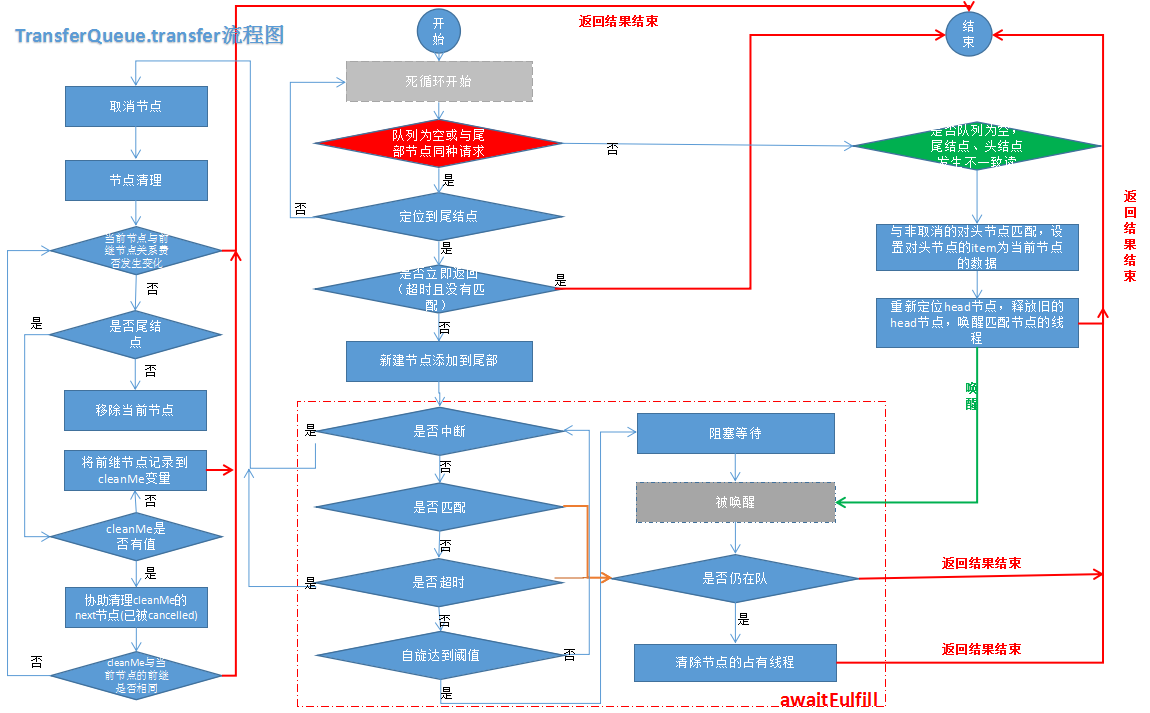 TransferQueue.transfer流程图
开
始
死循环开始
队列为空或与尾
部节点同种请求
否
是
定位到尾结点
否
是
是否立即返回
（超时且没有匹
配）
是
否
新建节点添加到尾部
返回结果结束
结
束
是否队列为空，
尾结点、头结点
发生不一致读
与非取消的对头节点匹配，设
置对头节点的item为当前节点
的数据
重新定位head节点，释放旧的
head节点，唤醒匹配节点的线
程
返
回
结
果
结
束
唤
醒
取消节点
节点清理
当前节点与前
继节点关系费
否发生变化
否
是否尾结
点
是
否
移除当前节点
将前继节点记录到
cleanMe变量
否
cleanMe是
否有值
是
协助清理cleanMe的
next节点(已被cancelled)
cleanMe与当
前节点的前继
是否相同
否
是否中断
是
否
是否匹配
否
是否超时
是
否
自旋达到阈值
否
是
阻塞等待
被唤醒
是否仍在队
返回结果结束
是
清除节点的占有线程
返回结果结束
awaitFulfill